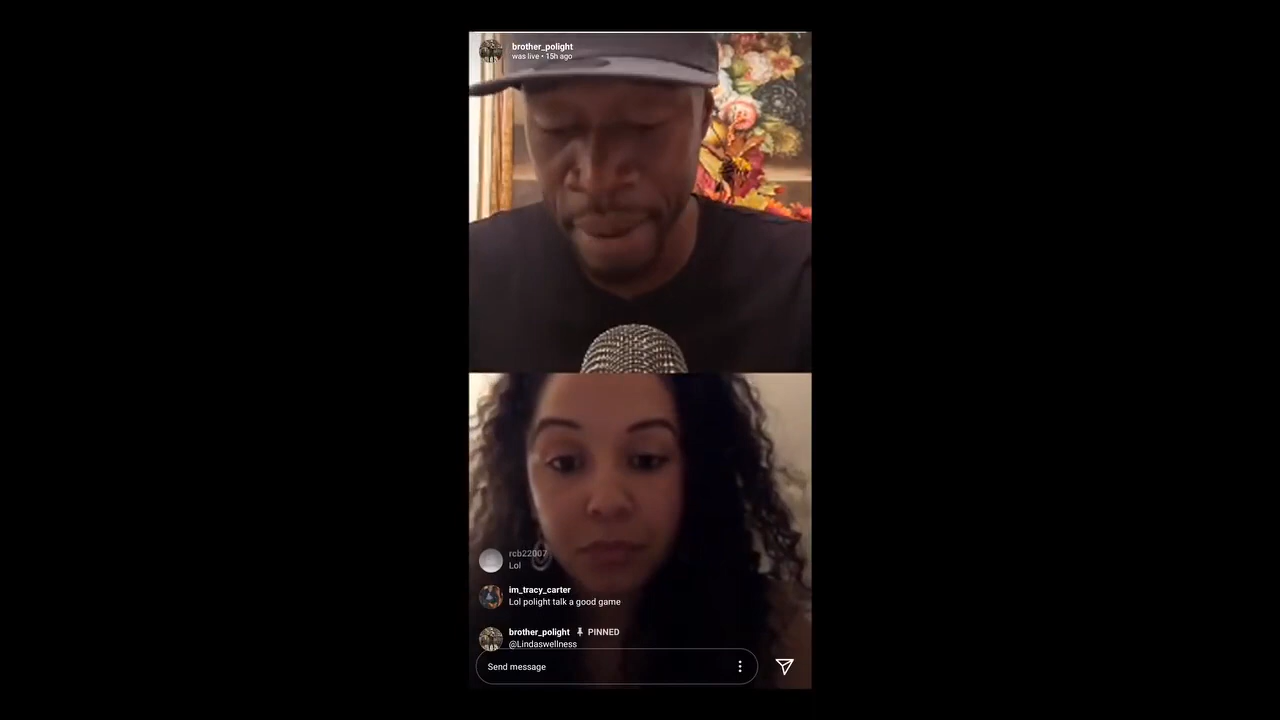 brother_polight
was live • 15h ago
rcb22007
Lol
im_tracy_carter
Lol polight talk a good game
brother_polight PINNED
@Lindaswellness
Send message